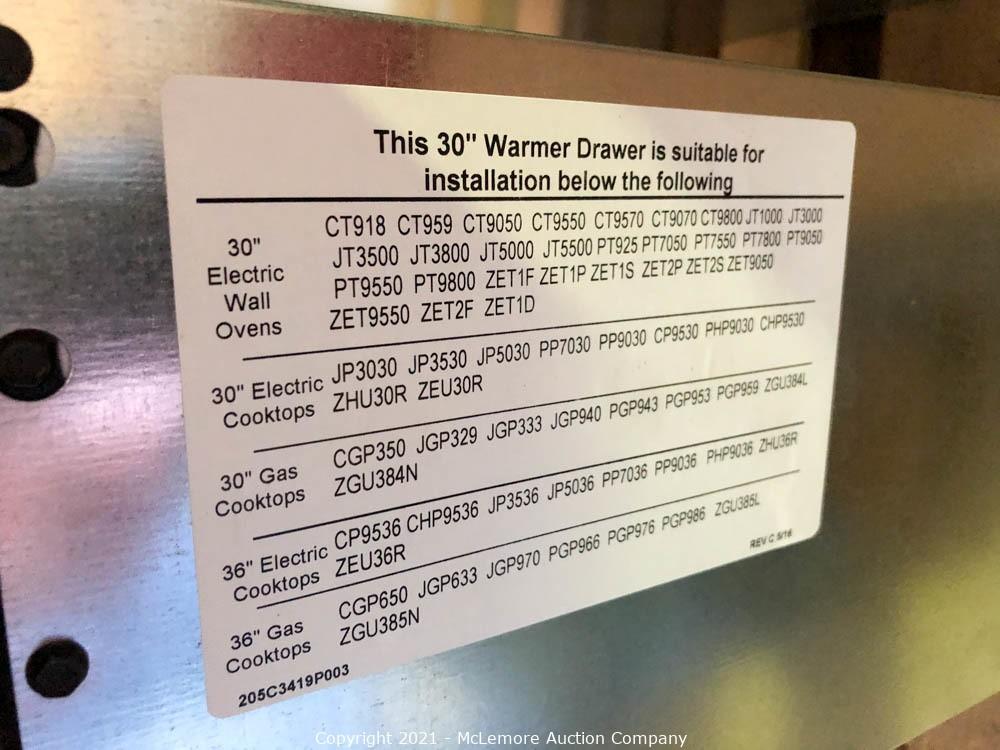 This 30" Warmer Drawer is suitable for
installation below the following
30"
Electric
Wall
Ovens
CT918 CT959 CT9050 CT9550 CT9570 CT9070 CT9800 JT1000 JT3000
JT3500 JT3800 JT5000 JT5500 PT925 PT7050 PT7550 PT7800 PT9050
PT9550 PT9800 ZET1F ZET1P ZET1S ZET2P ZET2S ZET9050
ZET9550 ZET2F ZET1D
30" Electric
Cooktops
JP3030 JP3530 JP5030 PP7030 PP9030 CP9530 PHP9030 CHP9530
ZHU30R ZEU30R
30" Gas
Cooktops
CGP350 JGP329 JGP333 JGP940 PGP943 PGP953 PGP959 ZGU384L
ZGU384N
36" Electric
Cooktops
CP9536 CHP9536 JP3536 JP5036 PP7036 PP9036 PHP9036 ZHU36R
ZEU36R
36" Gas
Cooktops
CGP650 JGP633 JGP970 PGP966 PGP976 PGP986 ZGU385L
ZGU385N
205C3419P003
REV C 5/16
Copyright 2021 - McLemore Auction Company